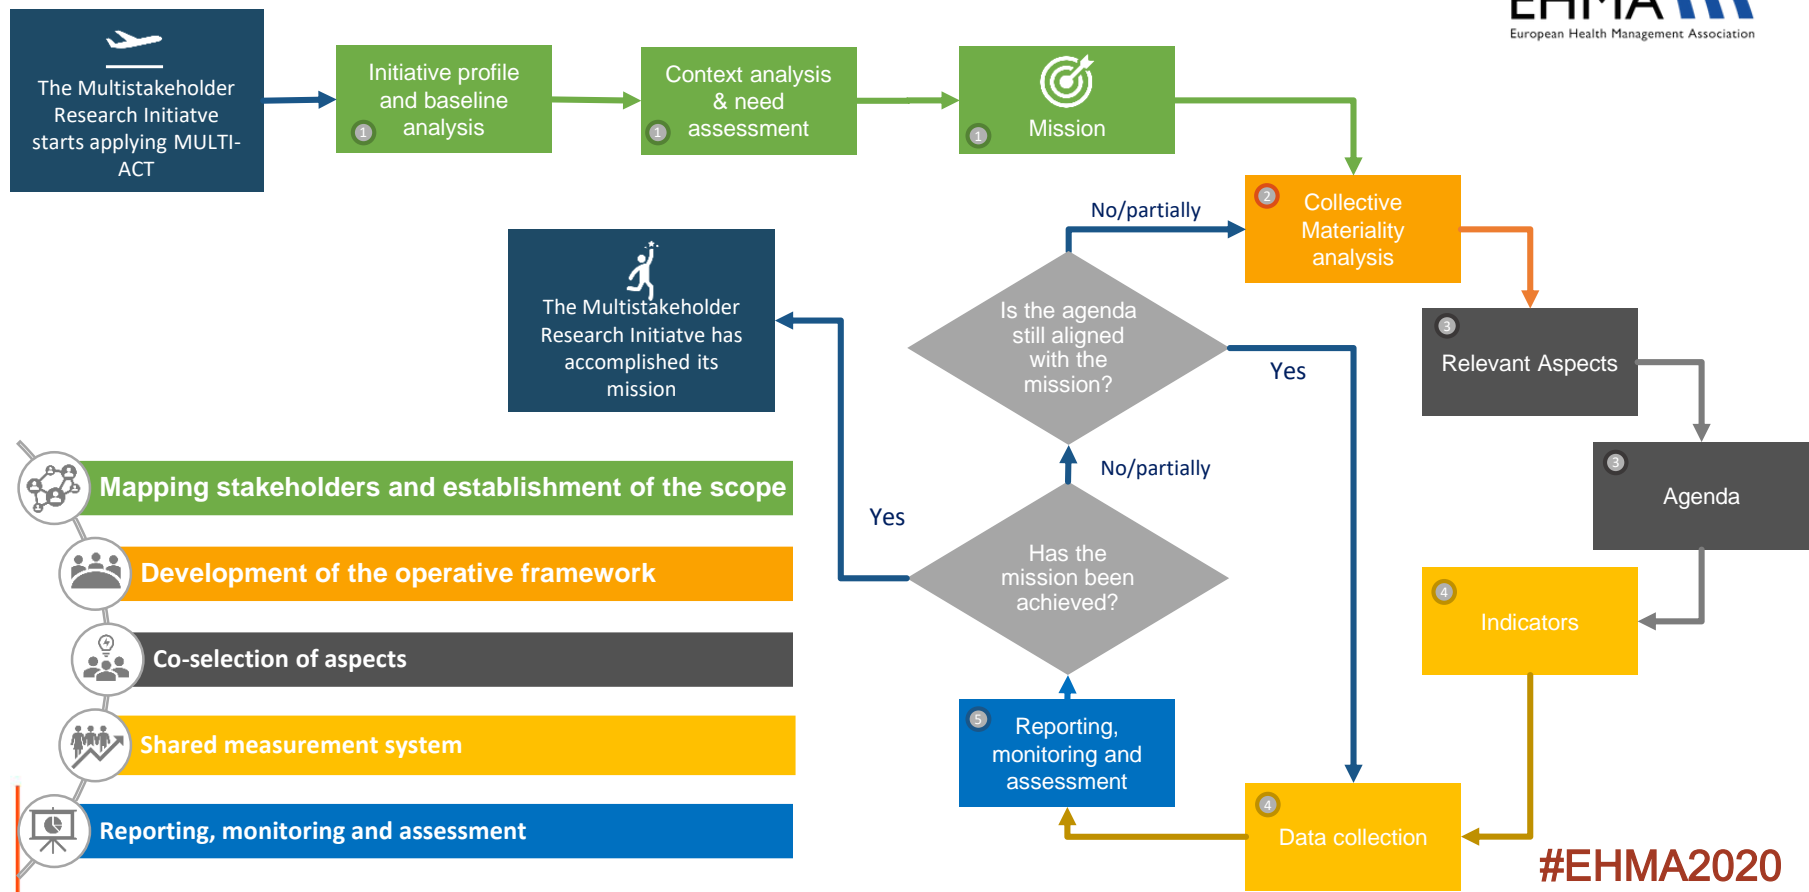 EHMA
European Health Management Association
The Multistakeholder
Research Initiatve
starts applying MULTI-
ACT
Initiative profile
and baseline
analysis
1
Context analysis
& need
assessment
1
Mission
1
No/partially
2
Collective
Materiality
analysis
The Multistakeholder
Research Initiatve has
accomplished its
mission
Is the agenda
still aligned
with the
mission?
Yes
3
Relevant Aspects
3
Agenda
No/partially
Yes
Has the
mission been
achieved?
4
Indicators
5
Reporting,
monitoring and
assessment
4
Data collection
Mapping stakeholders and establishment of the scope
Development of the operative framework
Co-selection of aspects
Shared measurement system
Reporting, monitoring and assessment
#EHMA2020